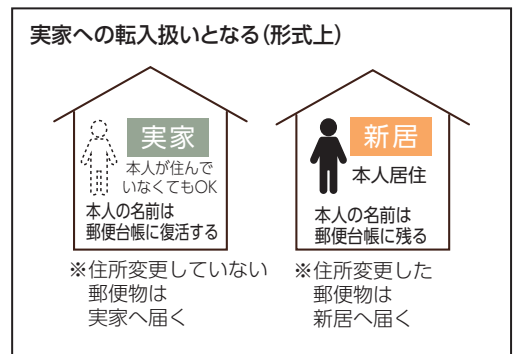 実家への転入扱いとなる（形式上）
実家
本人が住んで
いなくてもOK
本人の名前は
郵便台帳に復活する
※住所変更していない
郵便物は
実家へ届く
新居
本人居住
本人の名前は
郵便台帳に残る
※住所変更した
郵便物は
新居へ届く